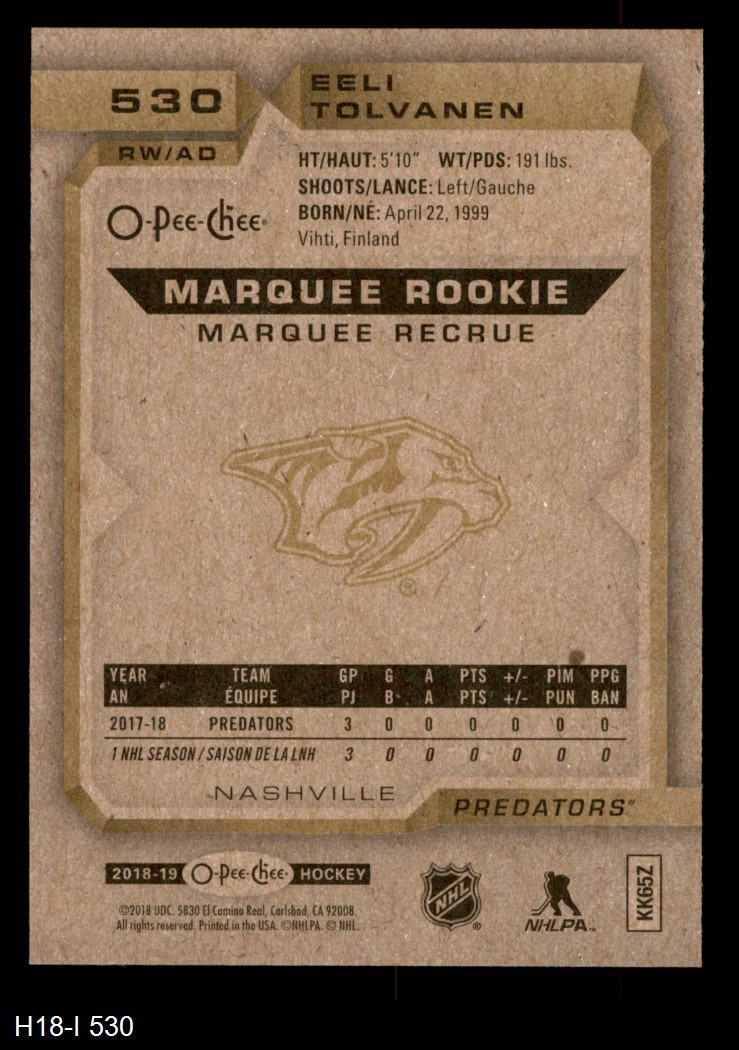 530
EELI
TOLVANEN
RW/AD
HT/HAUT: 5'10" WT/PDS: 191 lbs.
SHOOTS/LANCE: Left/Gauche
BORN/NÉ: April 22, 1999
Vihti, Finland
O-Pee-Chee®
MARQUEE ROOKIE
MARQUEE RECRUE
®
YEAR TEAM GP G A PTS +/- PIM PPG
AN ÉQUIPE PJ B A PTS +/- PUN BAN
2017-18 PREDATORS 3 0 0 0 0 0 0
1 NHL SEASON / SAISON DE LA LNH 3 0 0 0 0 0 0
NASHVILLE
PREDATORS®
2018-19 O-Pee-Chee® HOCKEY
©2018 UDC. 5830 El Camino Real, Carlsbad, CA 92008.
All rights reserved. Printed in the USA. ©NHLPA. © NHL.
NHL®
NHLPA™
KK65Z
H18-I 530